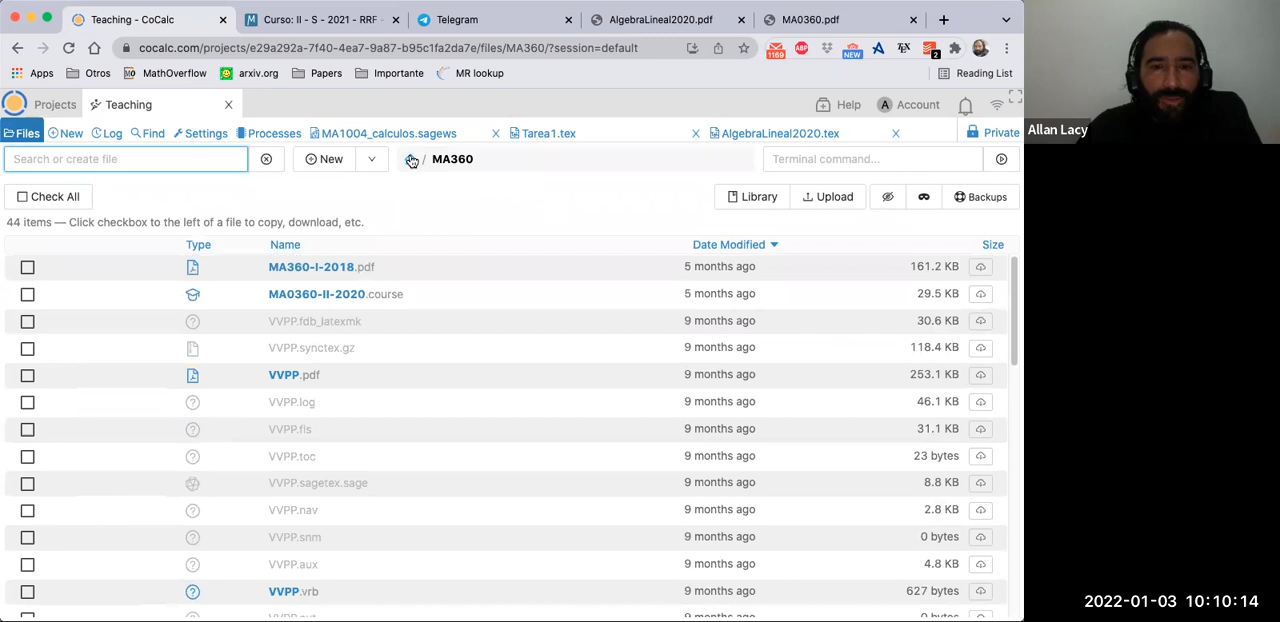 Teaching - CoCalc
Curso: II - S - 2021 - RRF -
Telegram
AlgebraLineal2020.pdf
MA0360.pdf
cocalc.com/projects/e29a292a-7f40-4ea7-9a87-b95c1fa2da7e/files/MA360/?session=default
1169
ABP
NEW
2
Apps
Otros
MathOverflow
arxiv.org
Papers
Importante
MR lookup
Reading List
Projects
Teaching
Help
A Account
Files
New
Log
Find
Settings
Processes
MA1004_calculos.sagews
Tarea1.tex
AlgebraLineal2020.tex
Private
Allan Lacy
Search or create file
New
/ MA360
Terminal command...
Check All
Library
Upload
Backups
44 items — Click checkbox to the left of a file to copy, download, etc.
Type Name Date Modified Size
MA360-I-2018.pdf 5 months ago 161.2 KB
MA0360-II-2020.course 5 months ago 29.5 KB
VVPP.fdb_latexmk 9 months ago 30.6 KB
VVPP.synctex.gz 9 months ago 118.4 KB
VVPP.pdf 9 months ago 253.1 KB
VVPP.log 9 months ago 46.1 KB
VVPP.fls 9 months ago 31.1 KB
VVPP.toc 9 months ago 23 bytes
VVPP.sagetex.sage 9 months ago 8.8 KB
VVPP.nav 9 months ago 2.8 KB
VVPP.snm 9 months ago 0 bytes
VVPP.aux 9 months ago 4.8 KB
VVPP.vrb 9 months ago 627 bytes
2022-01-03 10:10:14